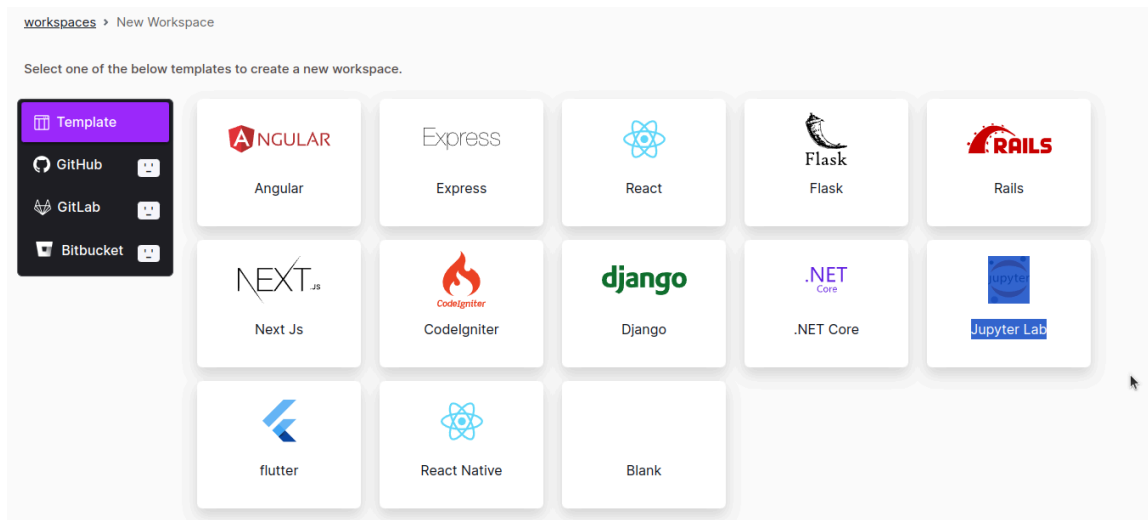 workspaces > New Workspace
Select one of the below templates to create a new workspace.
Template
GitHub
GitLab
Bitbucket
ANGULAR
Angular
Express
Express
React
Flask
Flask
RAILS
Rails
NEXT.JS
Next Js
CodeIgniter
CodeIgniter
django
Django
.NET
Core
.NET Core
jupyter
Jupyter Lab
flutter
React Native
Blank